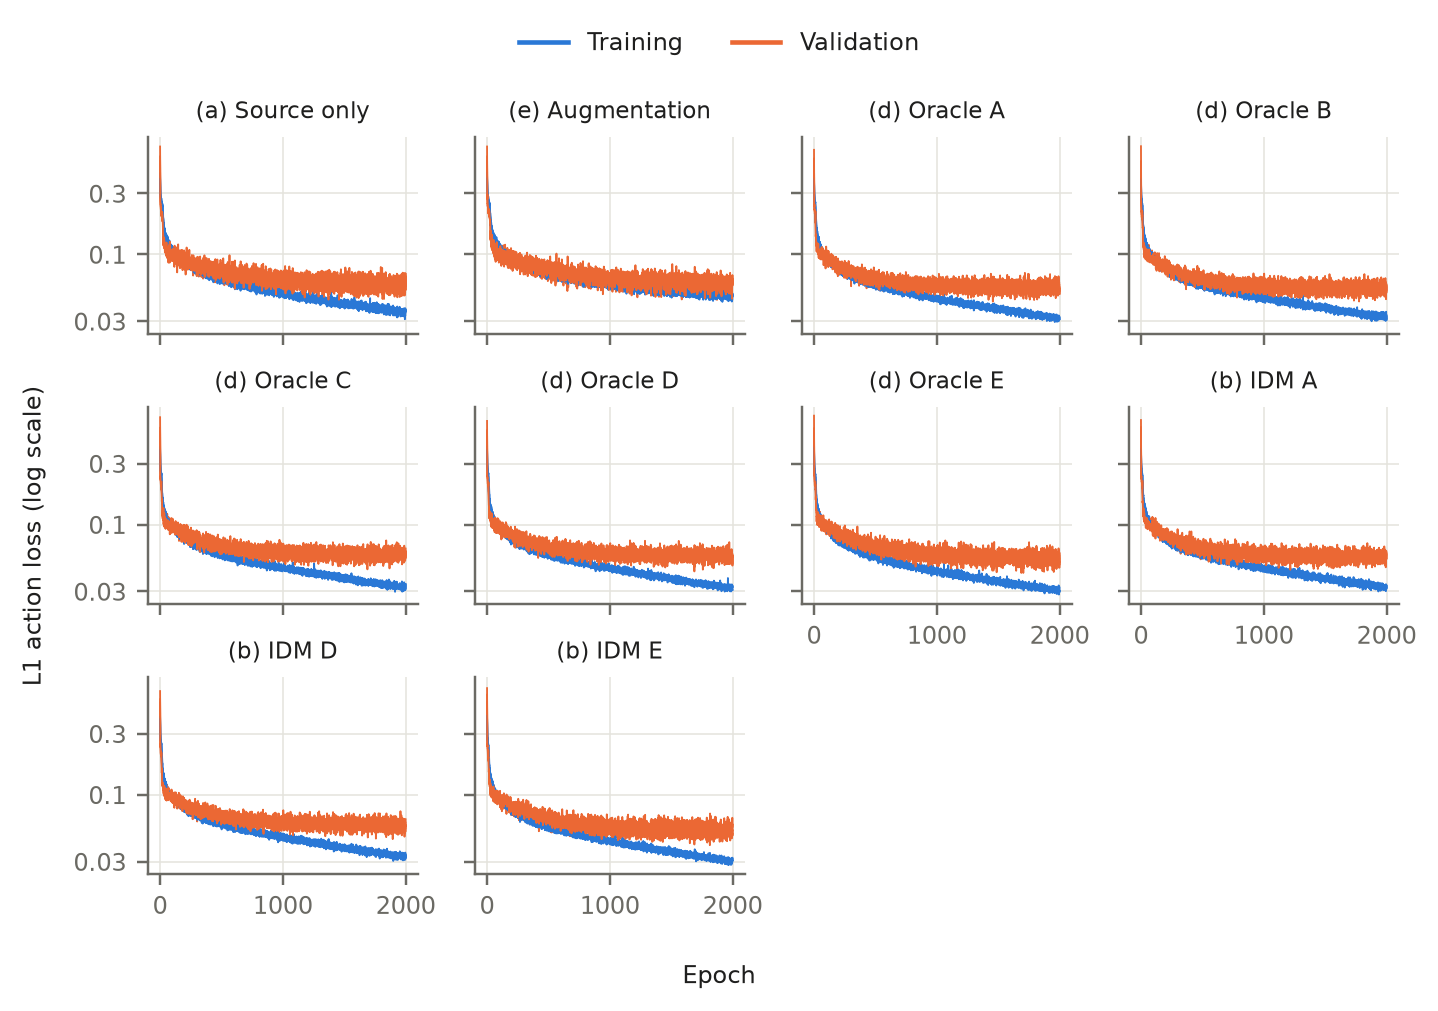 Training Validation
(a) Source only (e) Augmentation (d) Oracle A (d) Oracle B
0.3
0.1
0.03
(d) Oracle C (d) Oracle D (d) Oracle E (b) IDM A
0.3
0.1
0.03
0 1000 2000 0 1000 2000
(b) IDM D (b) IDM E
0.3
0.1
0.03
0 1000 2000 0 1000 2000
L1 action loss (log scale)
Epoch